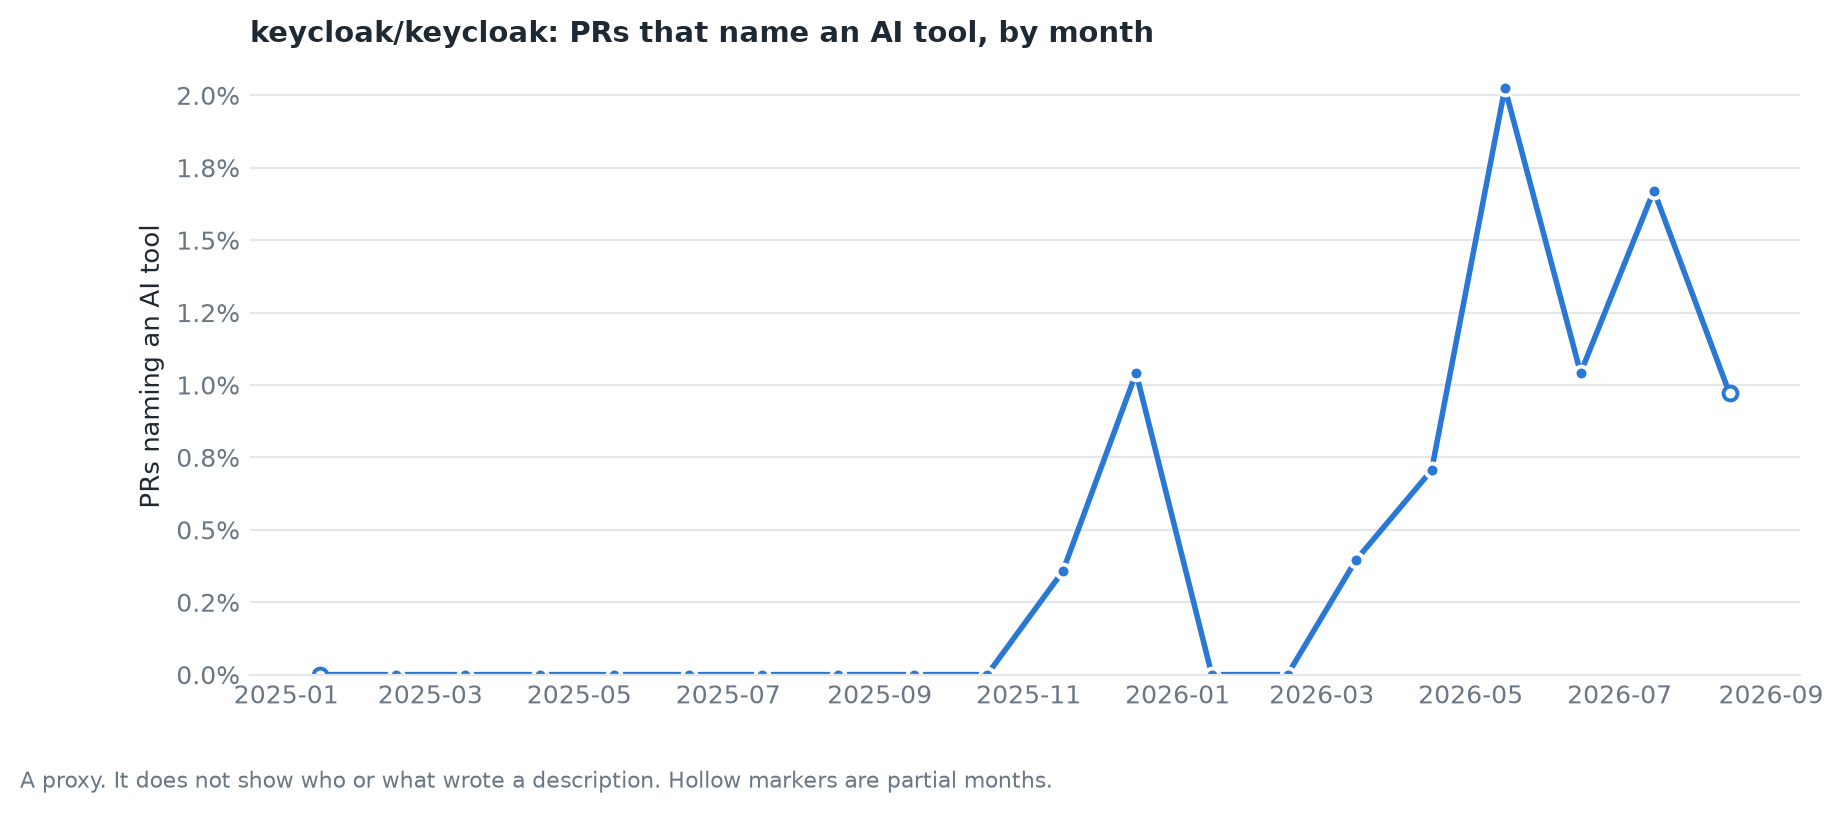 keycloak/keycloak: PRs that name an AI tool, by month
PRs naming an AI tool
2.0%
1.8%
1.5%
1.2%
1.0%
0.8%
0.5%
0.2%
0.0%
2025-01 2025-03 2025-05 2025-07 2025-09 2025-11 2026-01 2026-03 2026-05 2026-07 2026-09
A proxy. It does not show who or what wrote a description. Hollow markers are partial months.